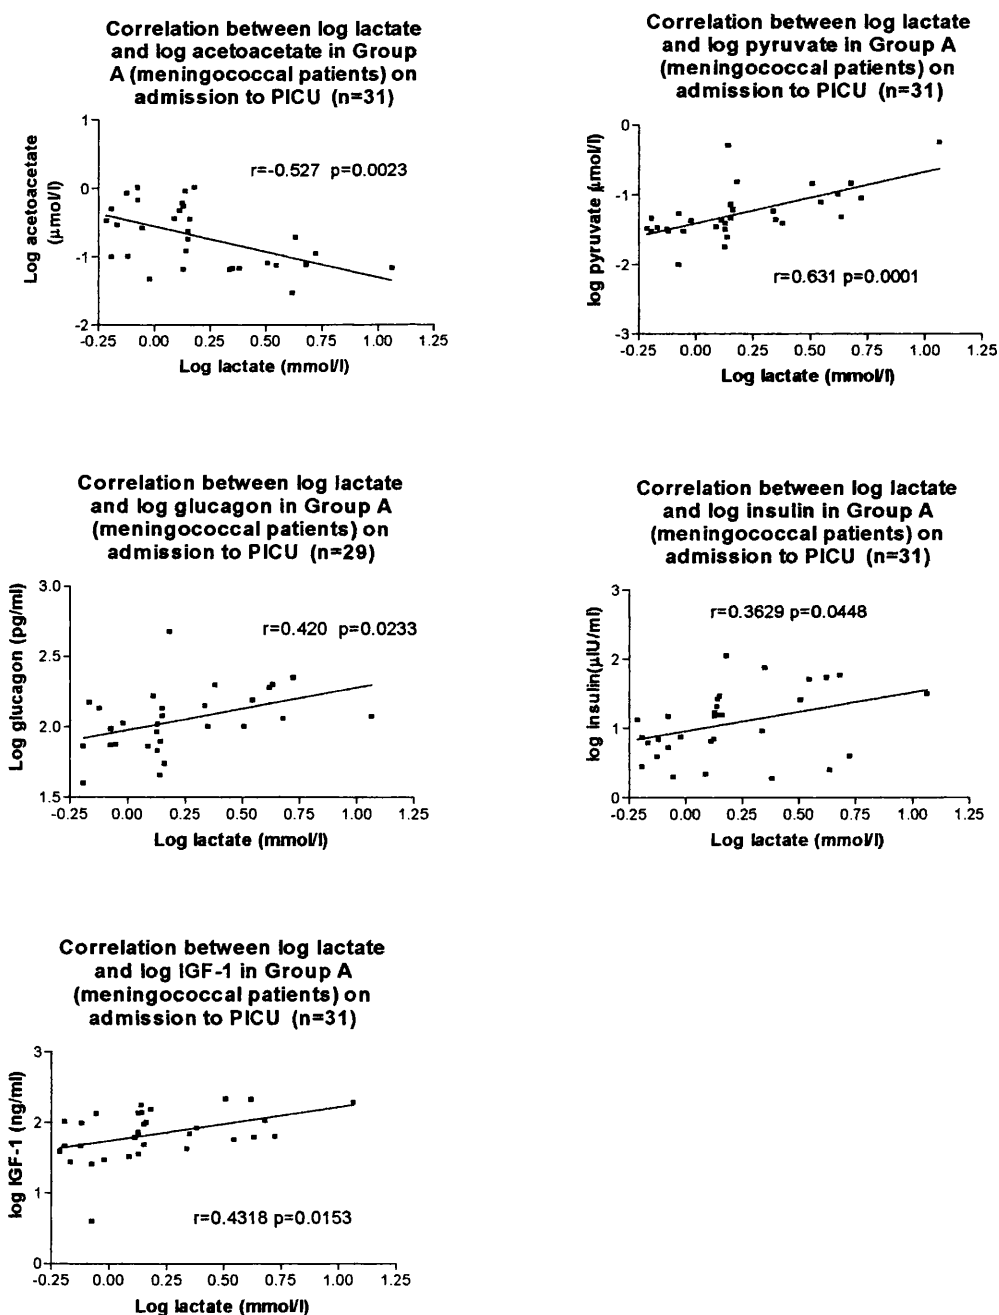 Correlation between log lactate
and log acetoacetate in Group
A (meningococcal patients) on
admission to PICU (n=31)
r=-0.527 p=0.0023
Log acetoacetate
(µmol/l)
1
0
-1
-2
-0.25 0.00 0.25 0.50 0.75 1.00 1.25
Log lactate (mmol/l)
Correlation between log lactate
and log pyruvate in Group A
(meningococcal patients) on
admission to PICU (n=31)
log pyruvate (µmol/l)
0
-1
-2
-3
r=0.631 p=0.0001
-0.25 0.00 0.25 0.50 0.75 1.00 1.25
Log lactate (mmol/l)
Correlation between log lactate
and log glucagon in Group A
(meningococcal patients) on
admission to PICU (n=29)
Log glucagon (pg/ml)
3.0
2.5
2.0
1.5
r=0.420 p=0.0233
-0.25 0.00 0.25 0.50 0.75 1.00 1.25
Log lactate (mmol/l)
Correlation between log lactate
and log insulin in Group A
(meningococcal patients) on
admission to PICU (n=31)
log insulin(µIU/ml)
3
2
1
0
r=0.3629 p=0.0448
-0.25 0.00 0.25 0.50 0.75 1.00 1.25
Log lactate (mmol/l)
Correlation between log lactate
and log IGF-1 in Group A
(meningococcal patients) on
admission to PICU (n=31)
log IGF-1 (ng/ml)
3
2
1
0
r=0.4318 p=0.0153
-0.25 0.00 0.25 0.50 0.75 1.00 1.25
Log lactate (mmol/l)